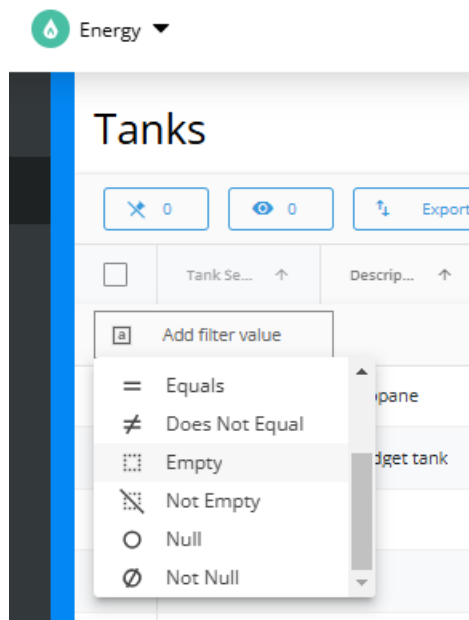 Energy
Tanks
0
0
Export
Tank Se...
Descrip...
a
Add filter value
Equals
pane
Does Not Equal
Empty
dget tank
Not Empty
Null
Not Null